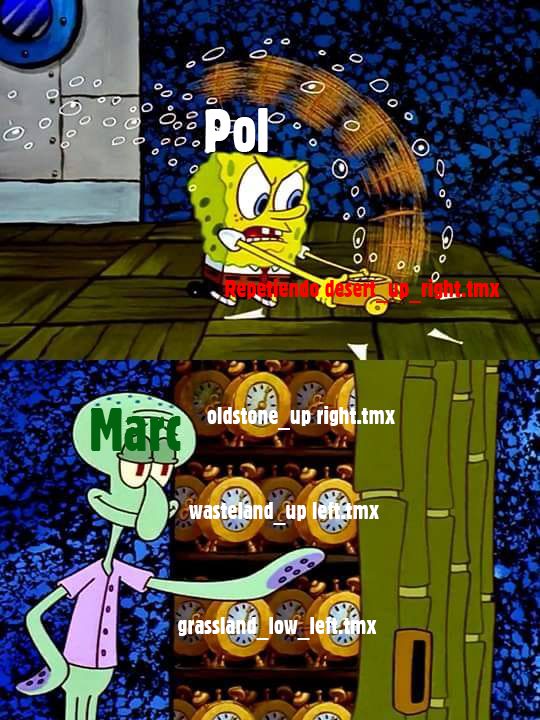 Pol
Repetiendo desert_up_right.tmx
Marc
oldstone_up right.tmx
wasteland_up left.tmx
grassland_low_left.tmx